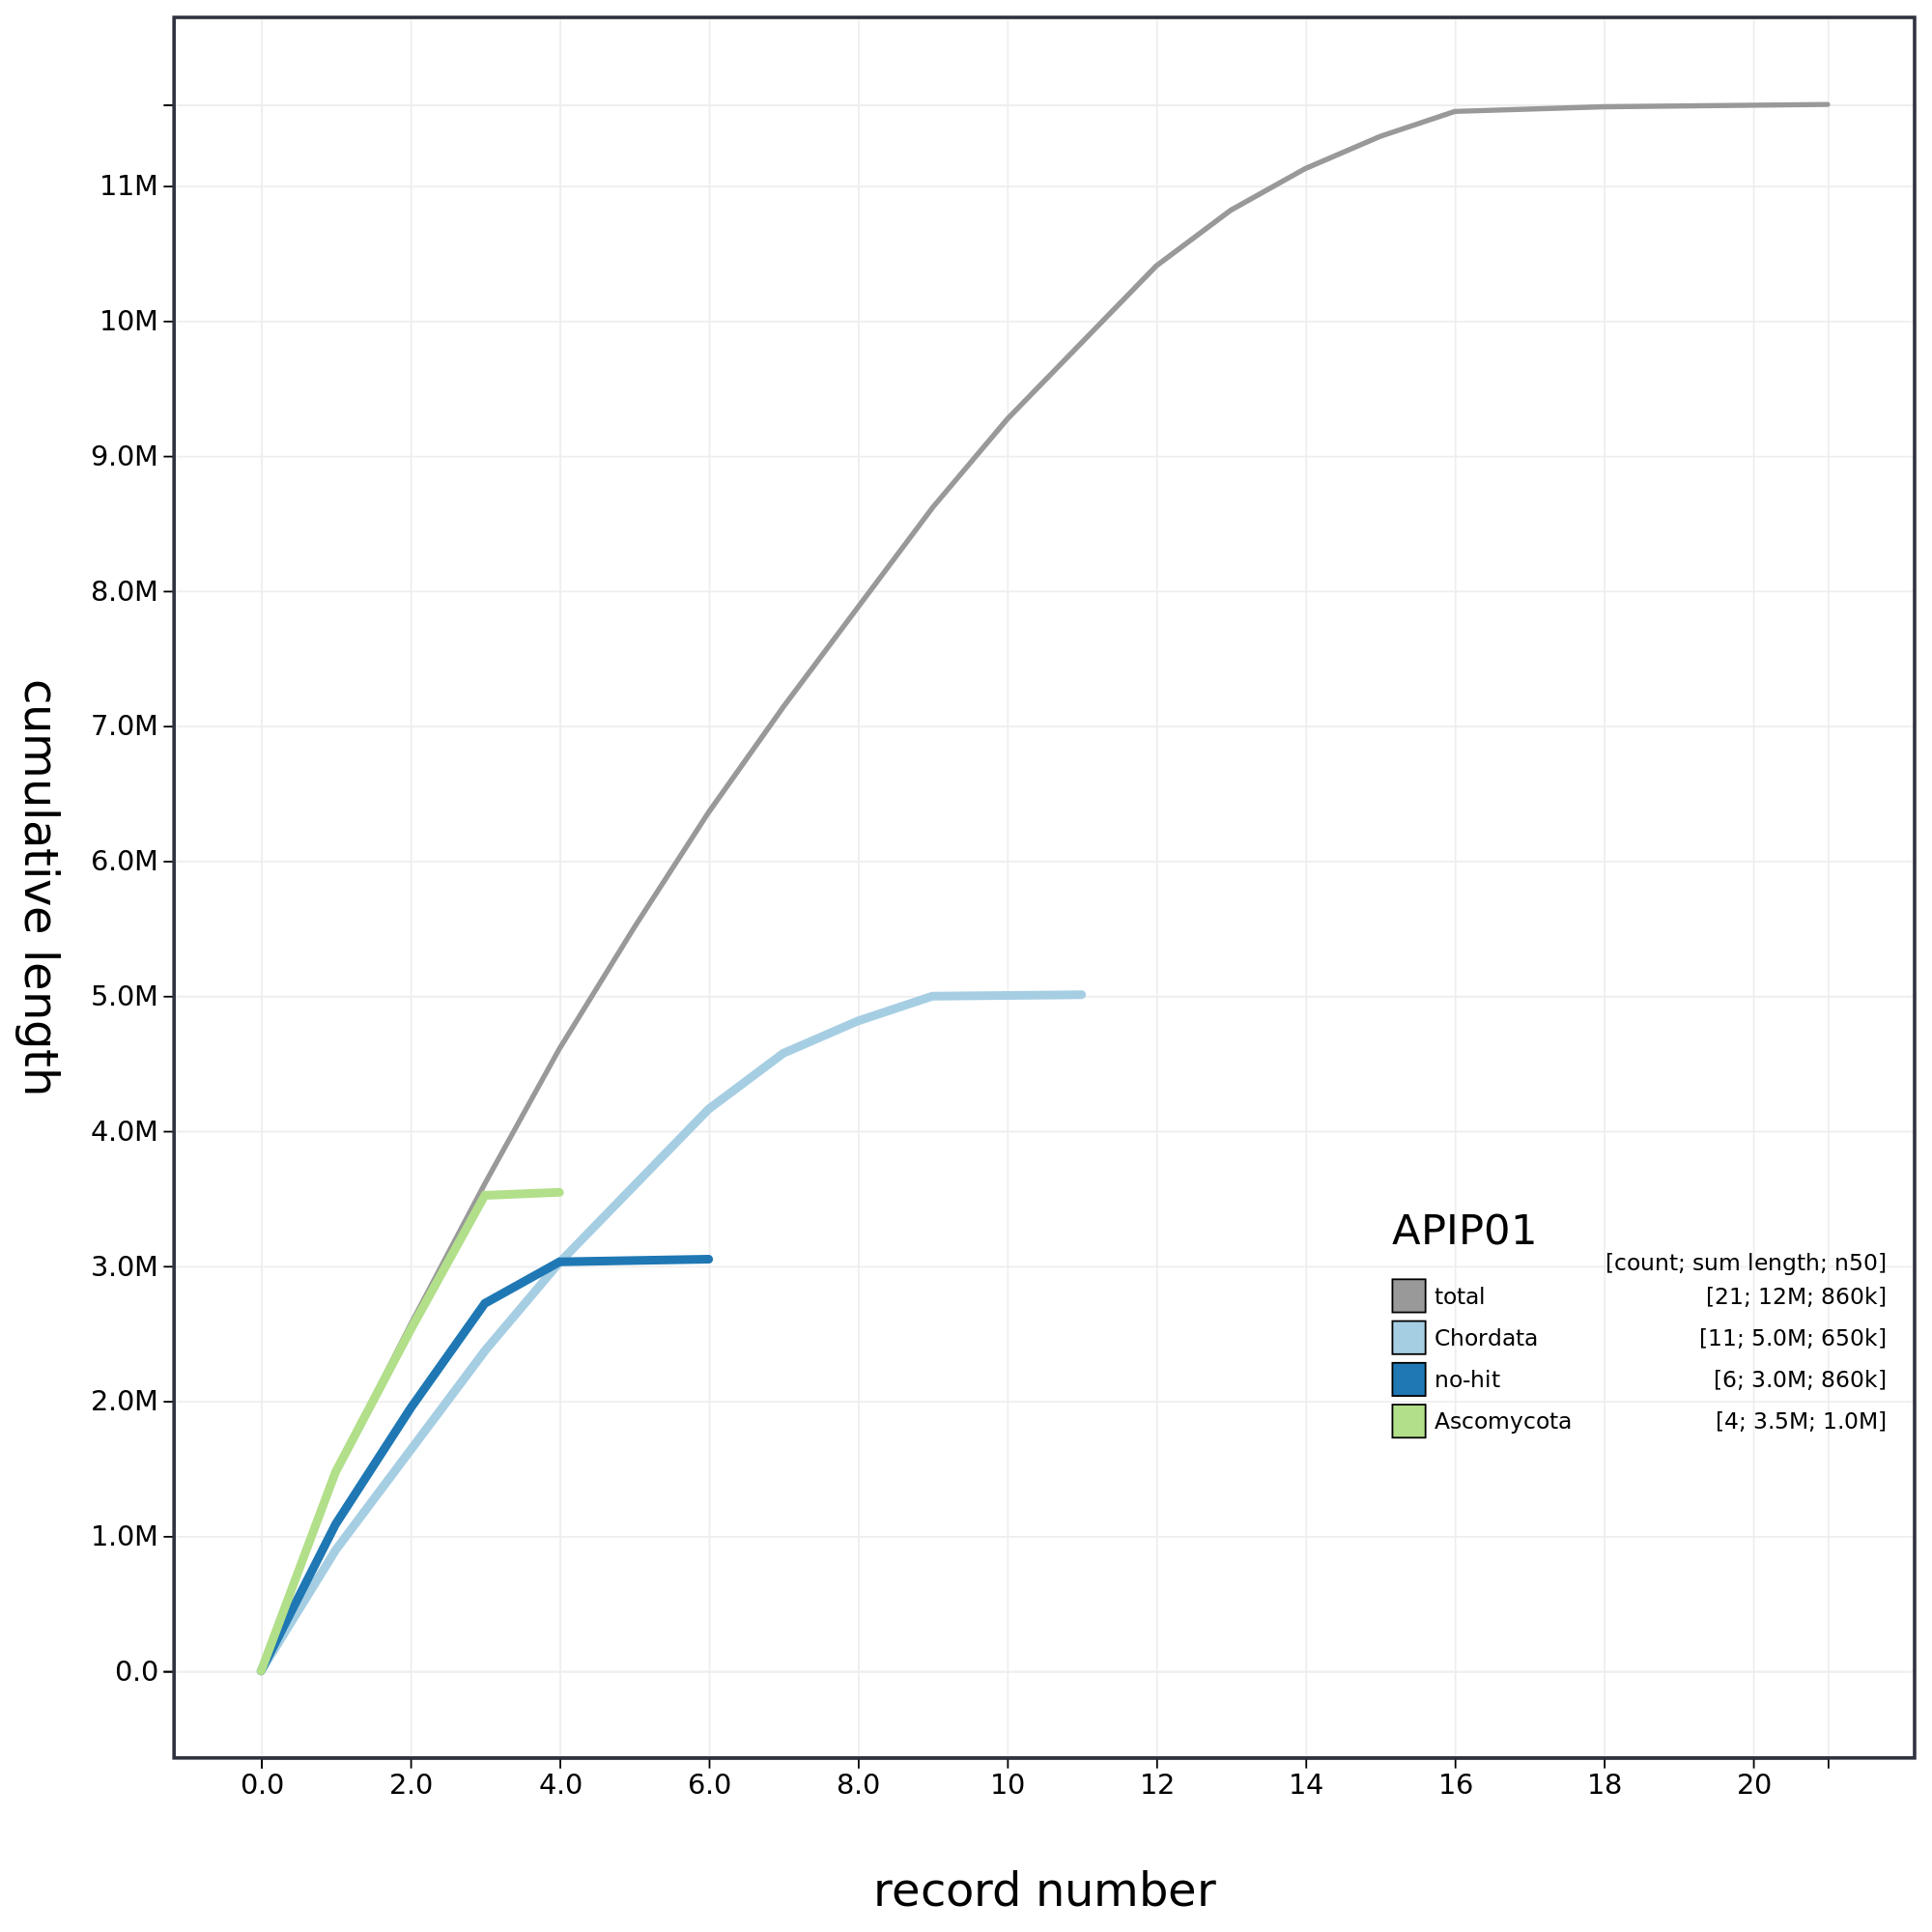 11M
10M
9.0M
8.0M
7.0M
6.0M
5.0M
4.0M
3.0M
2.0M
1.0M
0.0
cumulative length
APIP01
[count; sum length; n50]
total [21; 12M; 860k]
Chordata [11; 5.0M; 650k]
no-hit [6; 3.0M; 860k]
Ascomycota [4; 3.5M; 1.0M]
0.0 2.0 4.0 6.0 8.0 10 12 14 16 18 20
record number